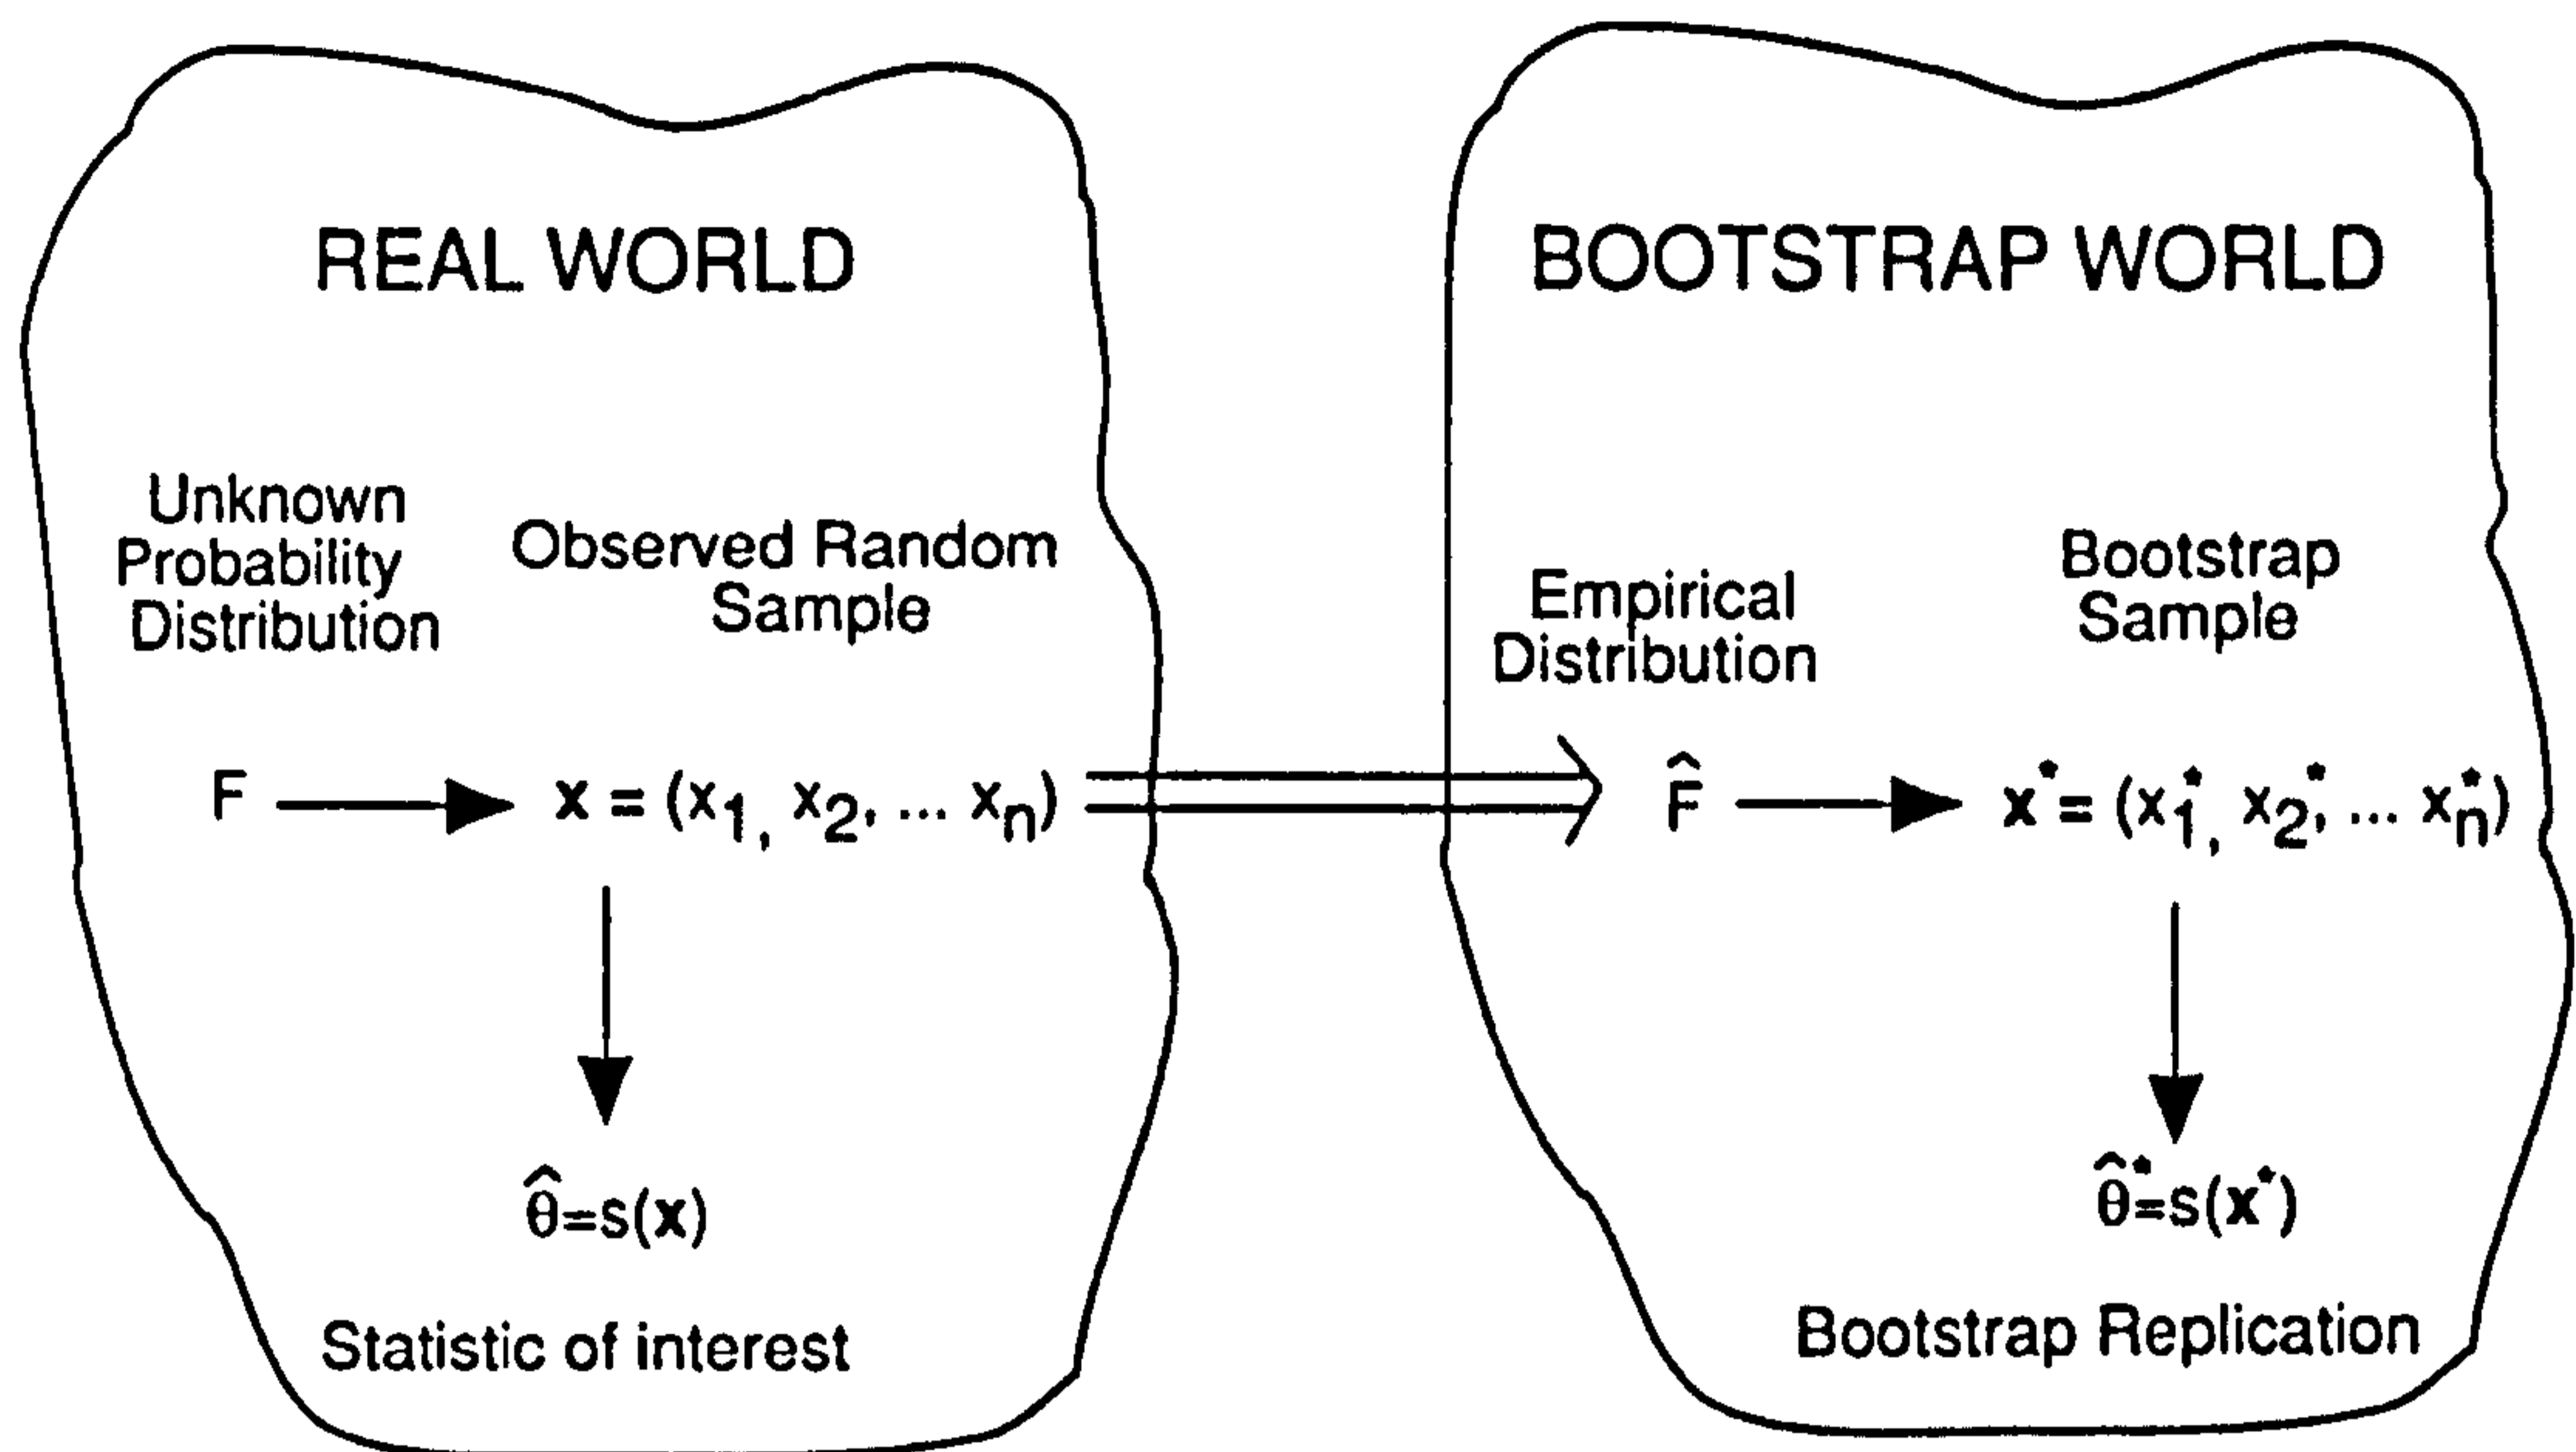 REAL WORLD
Unknown
Probability
Distribution
Observed Random
Sample
F
x = (x₁, x₂, ... xₙ)
θ̂=s(x)
Statistic of interest
BOOTSTRAP WORLD
Empirical
Distribution
Bootstrap
Sample
F̂
x* = (x₁*, x₂*, ... xₙ*)
θ̂*=s(x*)
Bootstrap Replication